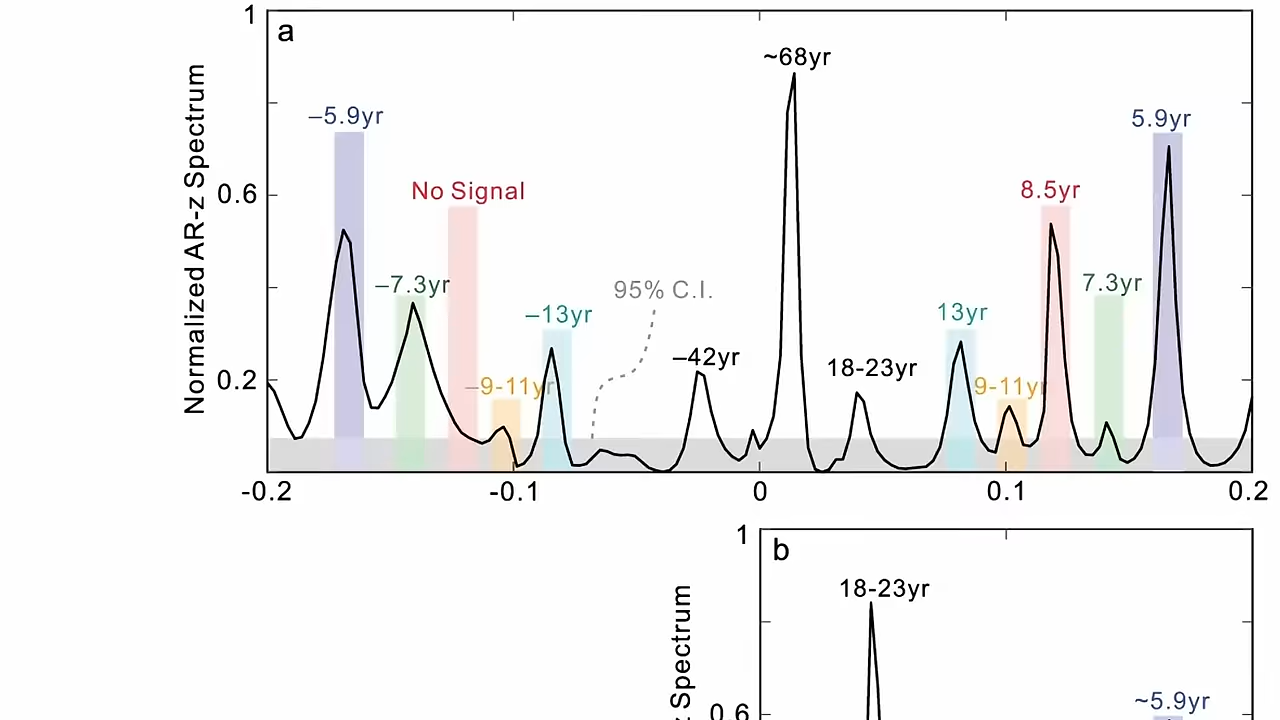 1
a
~68yr
–5.9yr
5.9yr
No Signal
8.5yr
0.6
–7.3yr
95% C.I.
7.3yr
–13yr
13yr
–42yr
18-23yr
0.2
–9-11yr
9-11yr
Normalized AR-z Spectrum
-0.2
-0.1
0
0.1
0.2
1
b
18-23yr
~5.9yr
0.6
z Spectrum